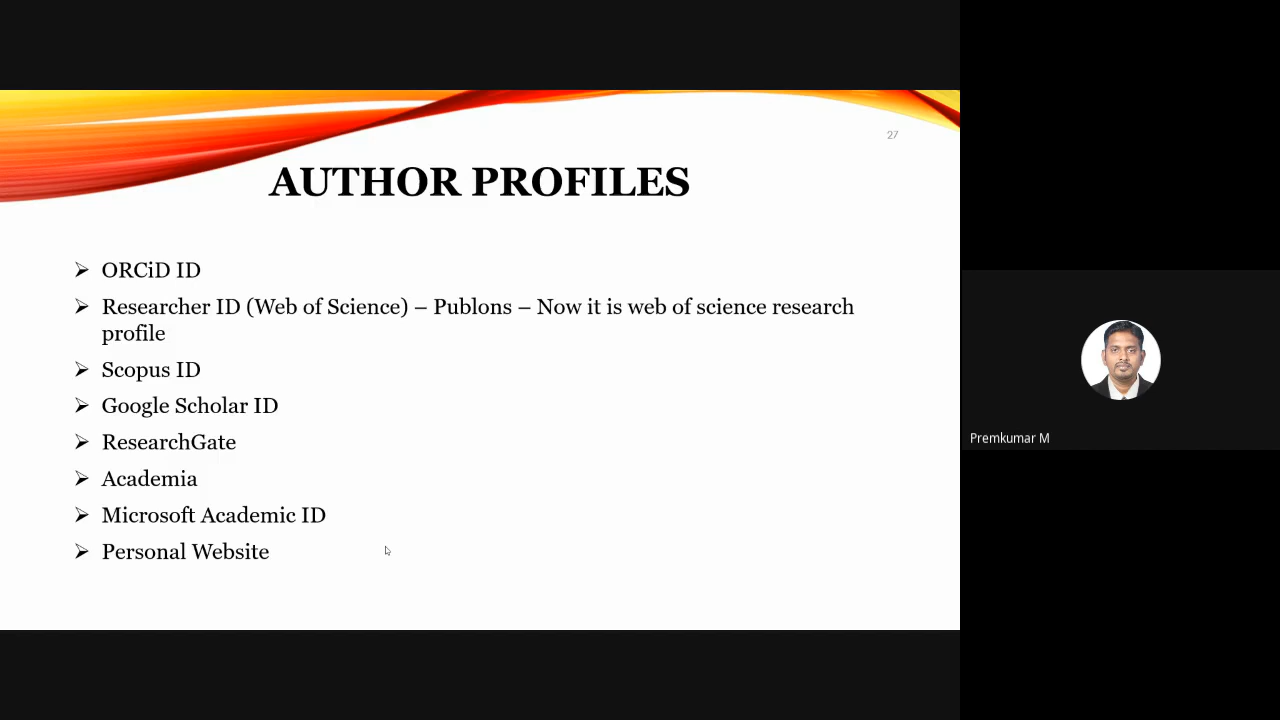 27
AUTHOR PROFILES
➢ ORCiD ID
➢ Researcher ID (Web of Science) – Publons – Now it is web of science research
profile
➢ Scopus ID
➢ Google Scholar ID
➢ ResearchGate
➢ Academia
➢ Microsoft Academic ID
➢ Personal Website
Premkumar M